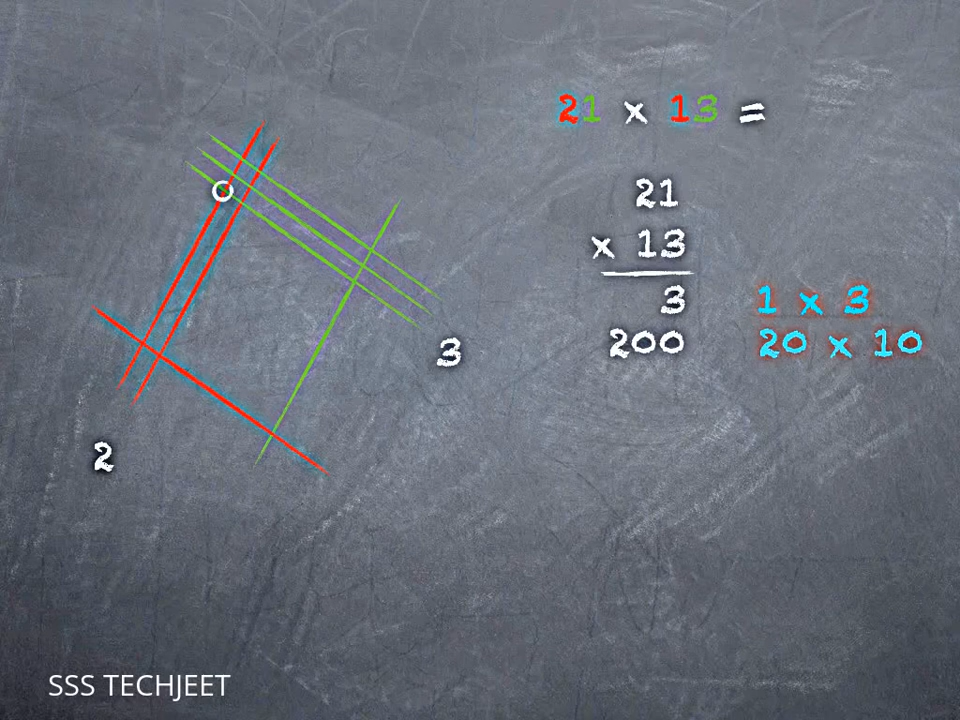 21 x 13 =
21
x 13
3
1 x 3
200
20 x 10
3
2
SSS TECHJEET